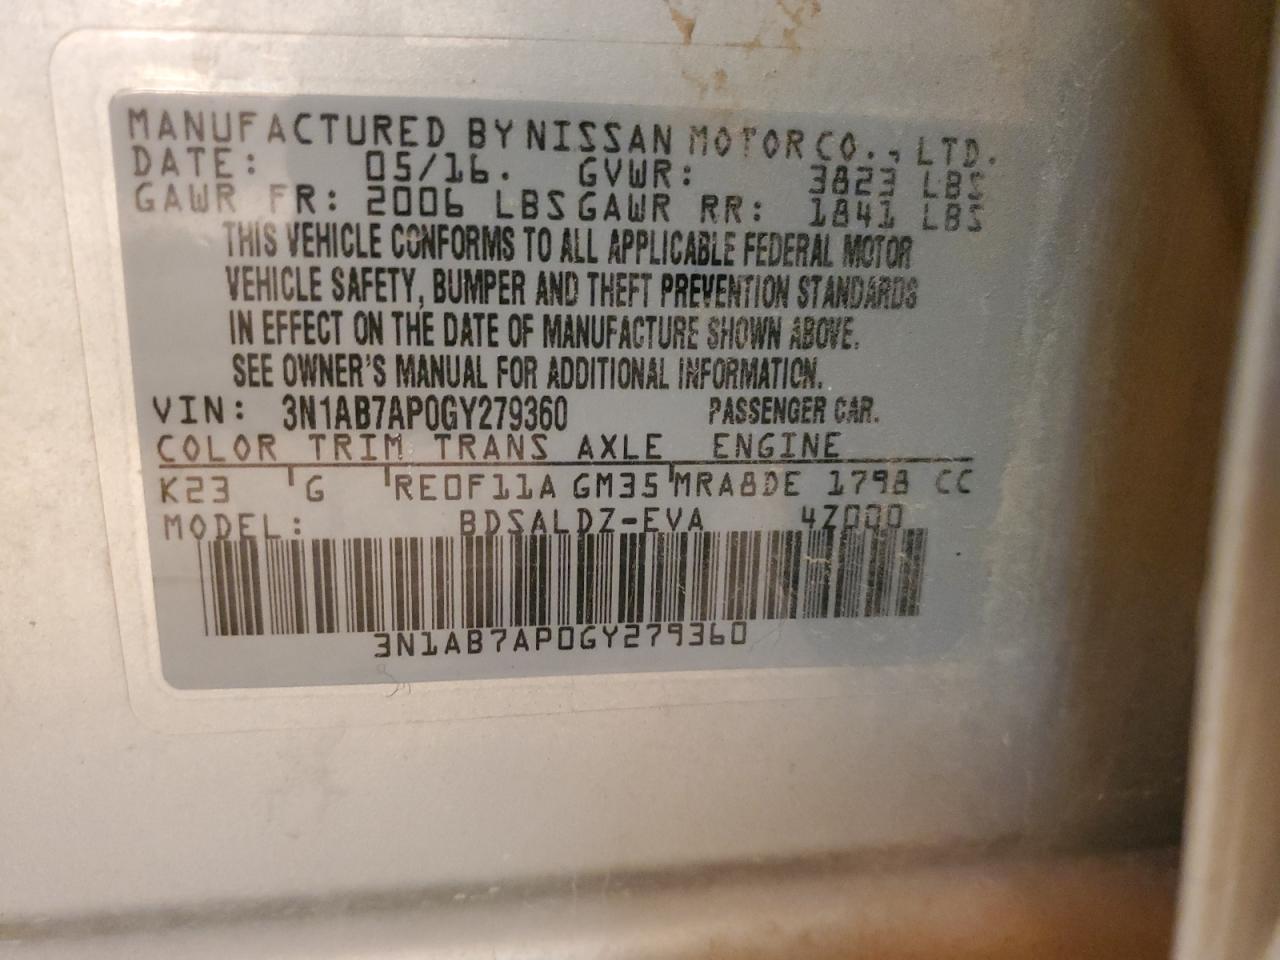 MANUFACTURED BY NISSAN MOTOR CO., LTD.
DATE: 05/16. GVWR: 3823 LBS
GAWR FR: 2006 LBS GAWR RR: 1841 LBS
THIS VEHICLE CONFORMS TO ALL APPLICABLE FEDERAL MOTOR
VEHICLE SAFETY, BUMPER AND THEFT PREVENTION STANDARDS
IN EFFECT ON THE DATE OF MANUFACTURE SHOWN ABOVE.
SEE OWNER'S MANUAL FOR ADDITIONAL INFORMATION.
VIN: 3N1AB7AP0GY279360 PASSENGER CAR.
COLOR TRIM TRANS AXLE ENGINE
K23 G RE0F11A GM35 MRA8DE 1798 CC
MODEL: BDSALDZ-EVA 4Z000
3N1AB7AP0GY279360